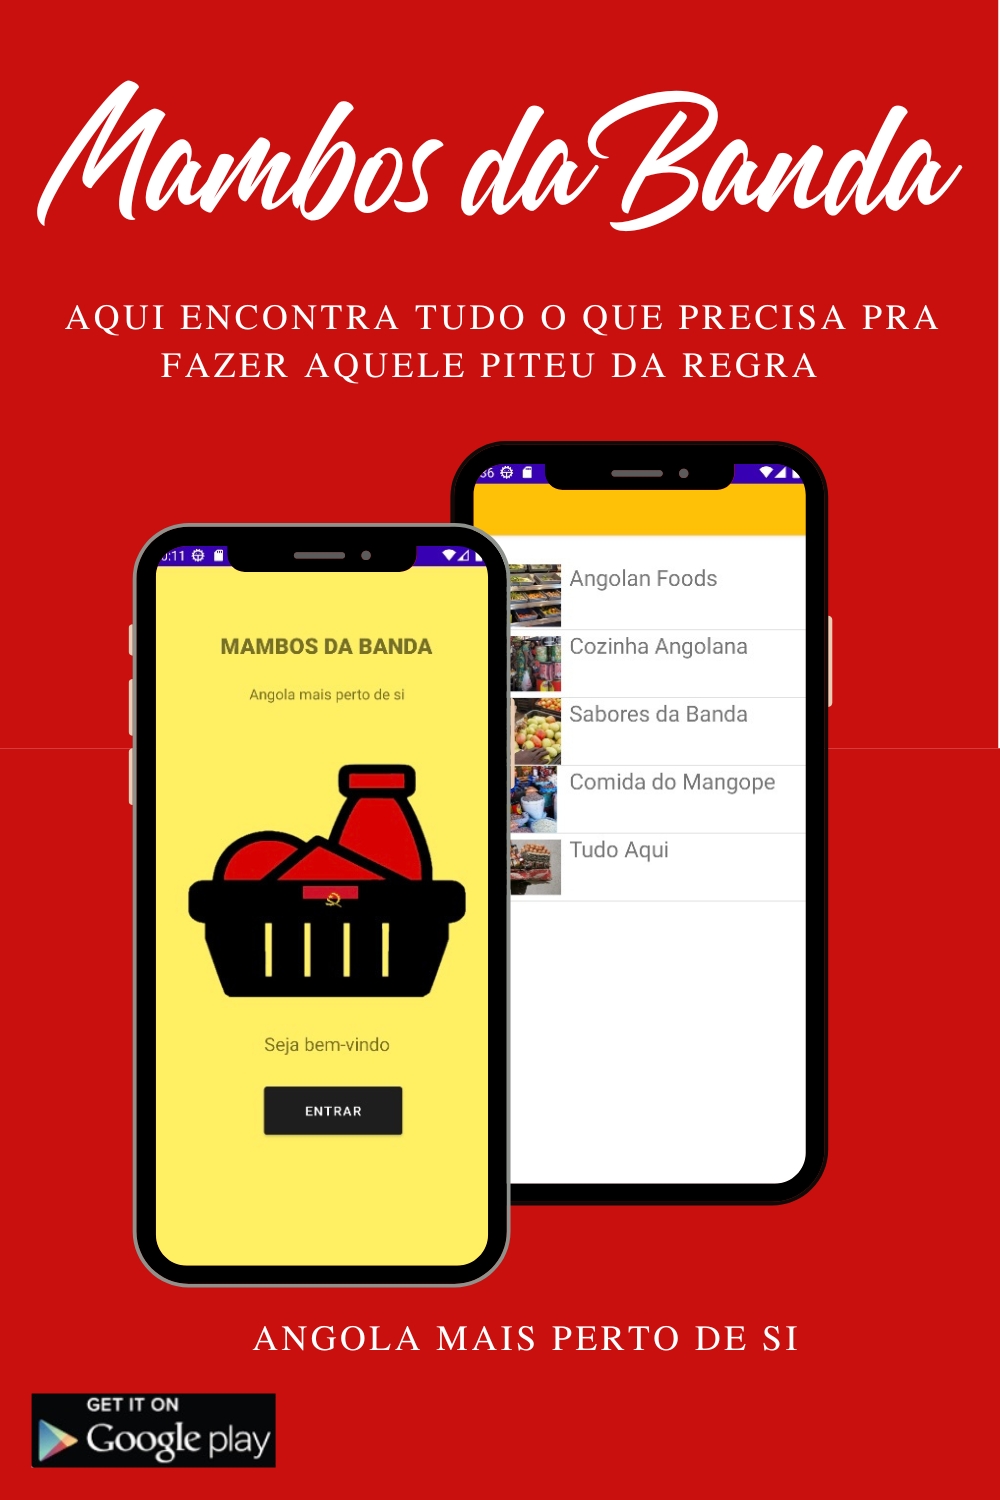 Mambos da Banda
AQUI ENCONTRA TUDO O QUE PRECISA PRA
FAZER AQUELE PITEU DA REGRA
MAMBOS DA BANDA
Angola mais perto de si
Seja bem-vindo
ENTRAR
Angolan Foods
Cozinha Angolana
Sabores da Banda
Comida do Mangope
Tudo Aqui
ANGOLA MAIS PERTO DE SI
GET IT ON
Google play